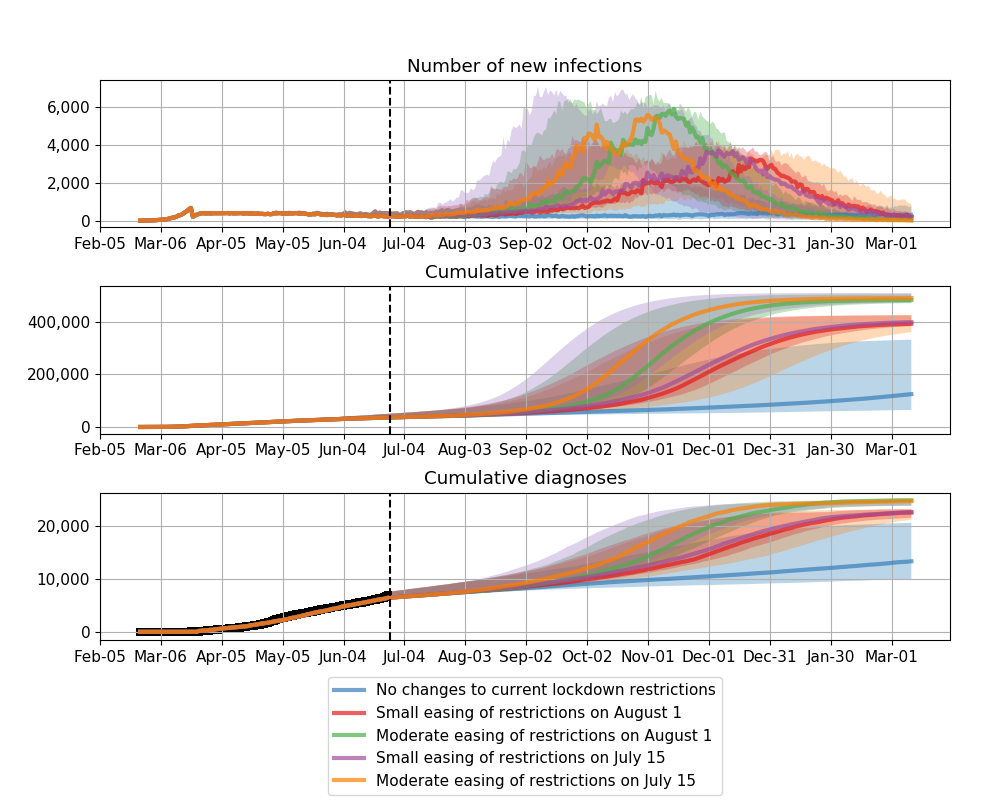 Number of new infections
6,000
4,000
2,000
0
Feb-05 Mar-06 Apr-05 May-05 Jun-04 Jul-04 Aug-03 Sep-02 Oct-02 Nov-01 Dec-01 Dec-31 Jan-30 Mar-01
Cumulative infections
400,000
200,000
0
Feb-05 Mar-06 Apr-05 May-05 Jun-04 Jul-04 Aug-03 Sep-02 Oct-02 Nov-01 Dec-01 Dec-31 Jan-30 Mar-01
Cumulative diagnoses
20,000
10,000
0
Feb-05 Mar-06 Apr-05 May-05 Jun-04 Jul-04 Aug-03 Sep-02 Oct-02 Nov-01 Dec-01 Dec-31 Jan-30 Mar-01
No changes to current lockdown restrictions
Small easing of restrictions on August 1
Moderate easing of restrictions on August 1
Small easing of restrictions on July 15
Moderate easing of restrictions on July 15